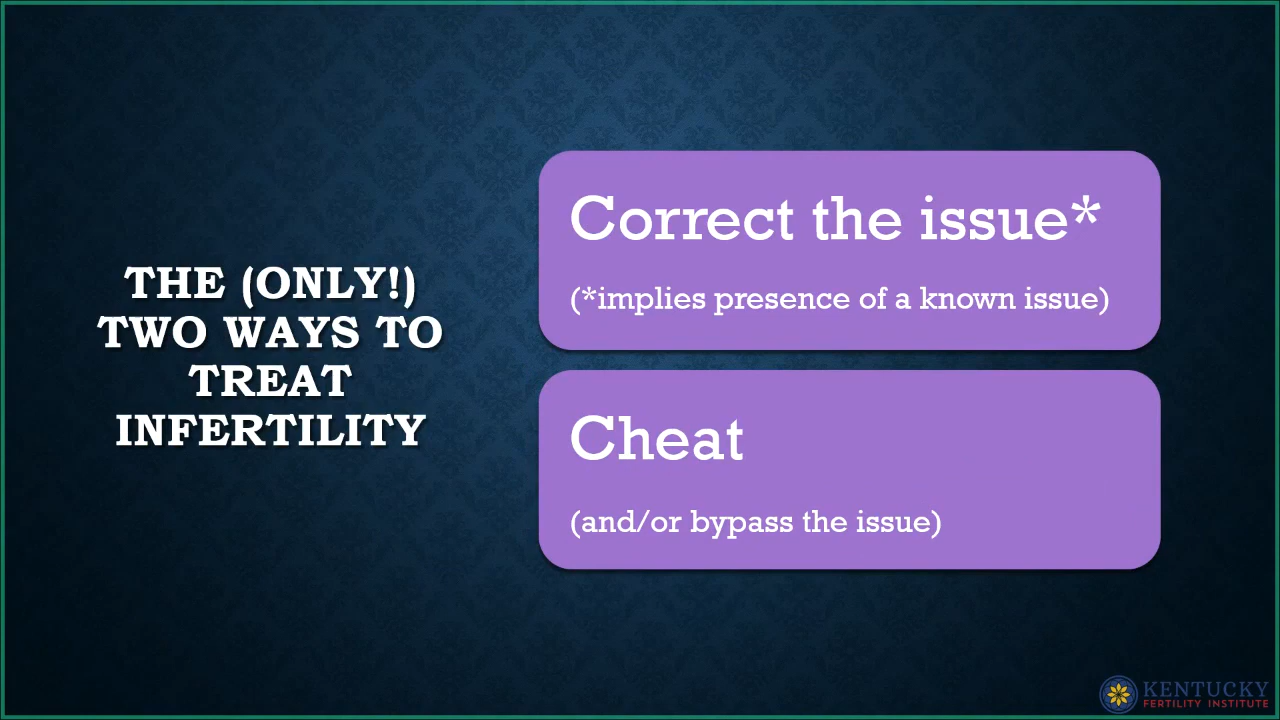 THE (ONLY!)
TWO WAYS TO
TREAT
INFERTILITY
Correct the issue*
(*implies presence of a known issue)
Cheat
(and/or bypass the issue)
KENTUCKY
FERTILITY INSTITUTE